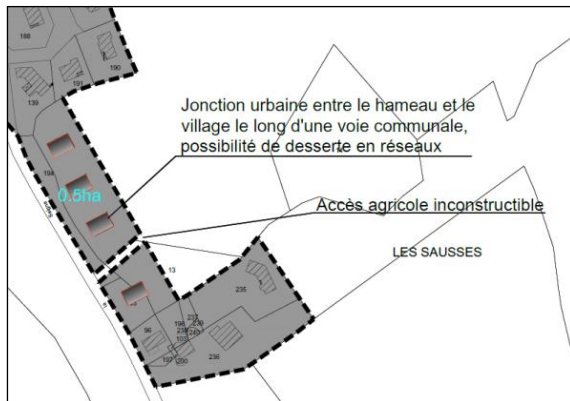 188
190
191
139
Jonction urbaine entre le hameau et le
village le long d'une voie communale,
possibilité de desserte en réseaux
194
0.5ha
Accès agricole inconstructible
LES SAUSSES
13
235
96
236